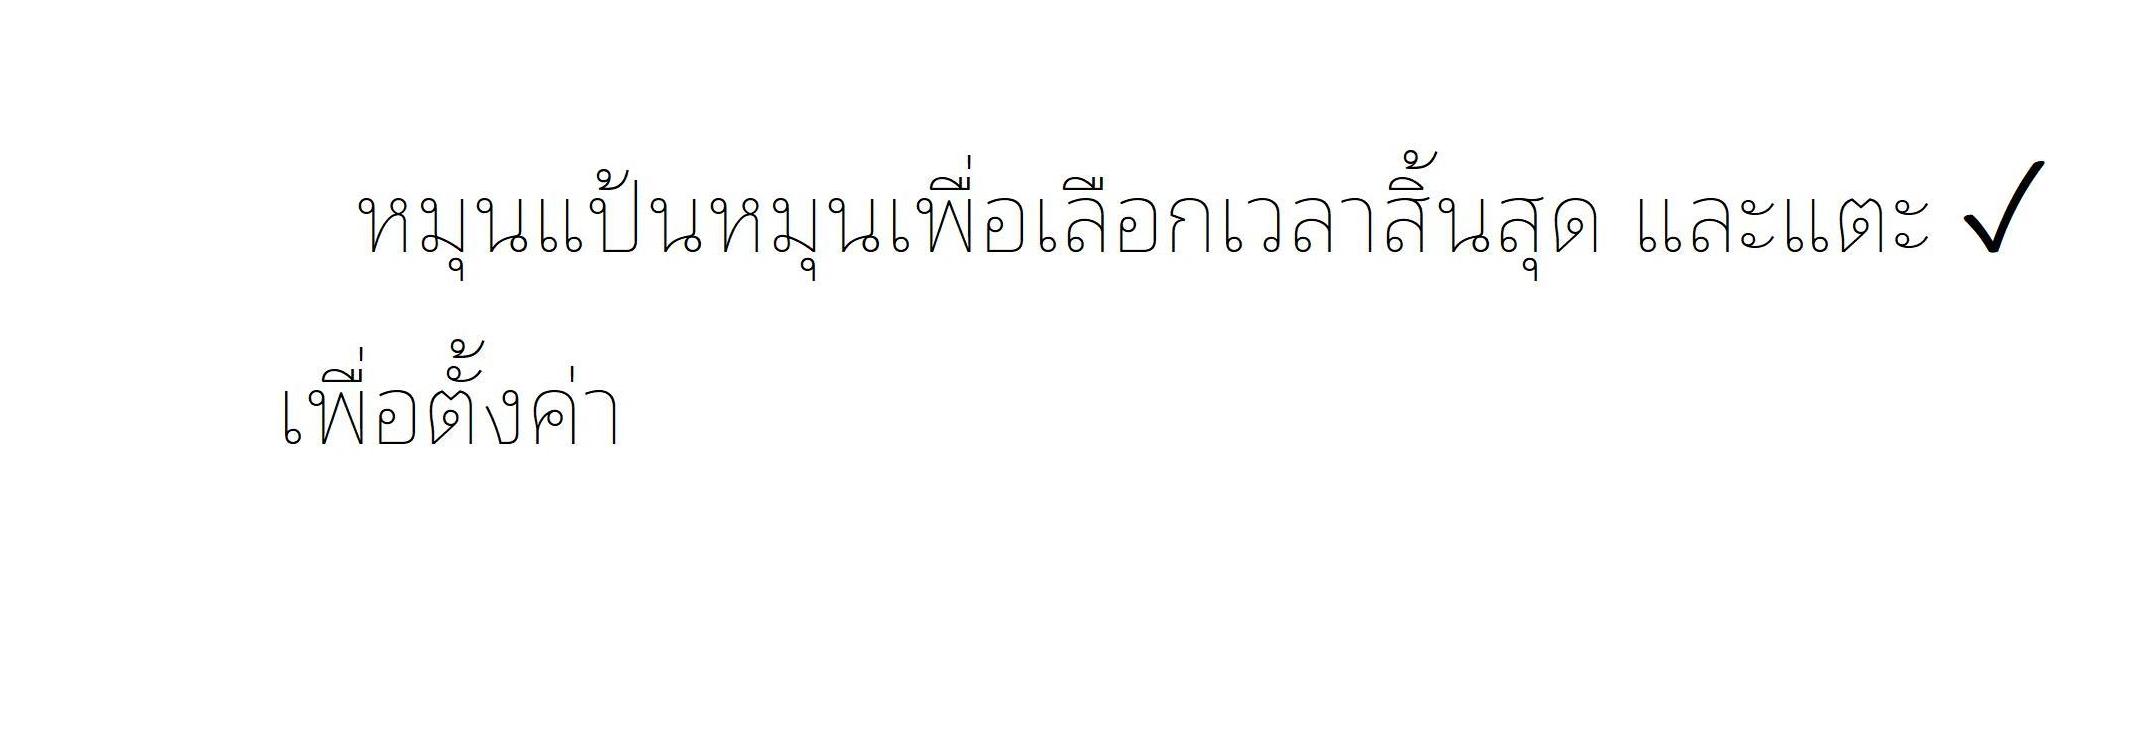 หมุนแป้นหมุนเพื่อเลือกเวลาสิ้นสุด และแตะ ✓
เพื่อตั้งค่า